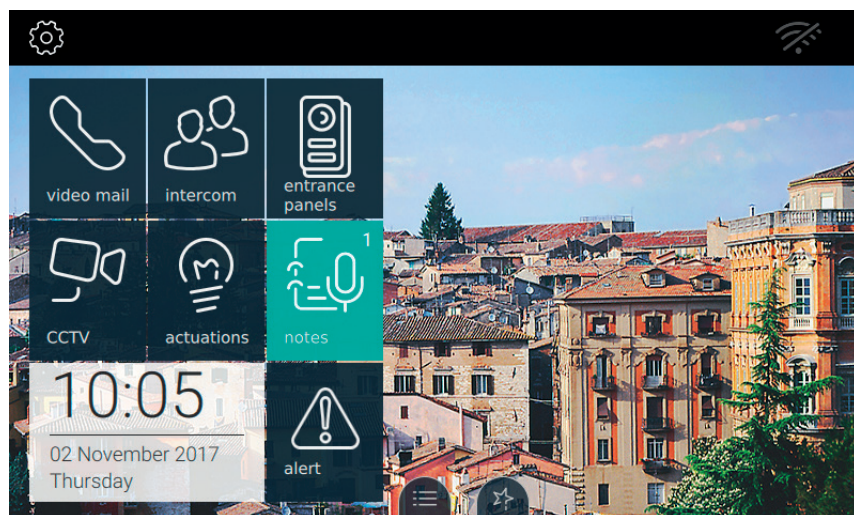 video mail
intercom
entrance
panels
CCTV
actuations
1
notes
10:05
02 November 2017
Thursday
alert